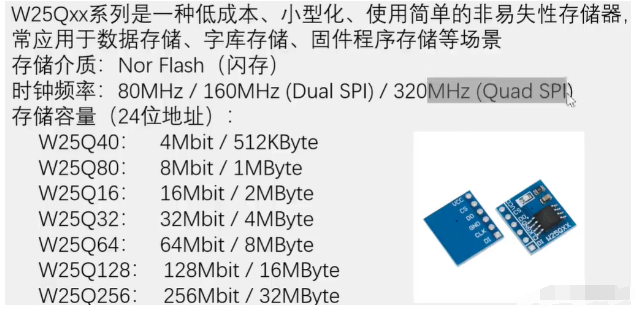 W25Qxx系列是一种低成本、小型化、使用简单的非易失性存储器，
常应用于数据存储、字库存储、固件程序存储等场景
存储介质：Nor Flash（闪存）
时钟频率：80MHz / 160MHz (Dual SPI) / 320MHz (Quad SPI)
存储容量（24位地址）：
W25Q40： 4Mbit / 512KByte
W25Q80： 8Mbit / 1MByte
W25Q16： 16Mbit / 2MByte
W25Q32： 32Mbit / 4MByte
W25Q64： 64Mbit / 8MByte
W25Q128： 128Mbit / 16MByte
W25Q256： 256Mbit / 32MByte
VCC
CS
DO
GND
CLK
DI
W25QXX